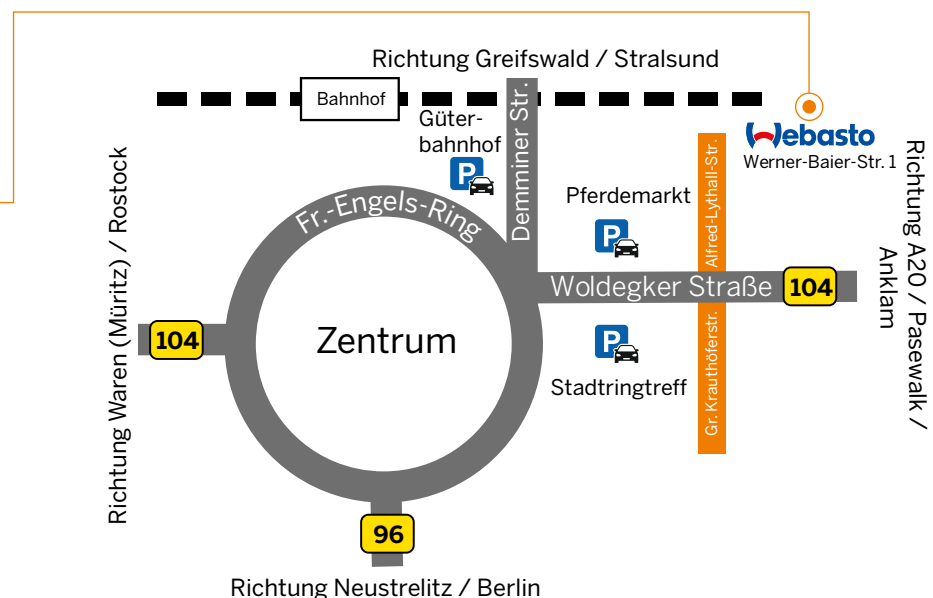 Richtung Greifswald / Stralsund
Bahnhof
Güter-
bahnhof
P
Demminer Str.
Webasto
Werner-Baier-Str. 1
Alfred-Lythall-Str.
Pferdemarkt
P
Fr.-Engels-Ring
Richtung A20 / Pasewalk /
Anklam
Richtung Waren (Müritz) / Rostock
Woldegker Straße
104
104
Zentrum
P
Stadtringtreff
Gr. Krauthöferstr.
96
Richtung Neustrelitz / Berlin